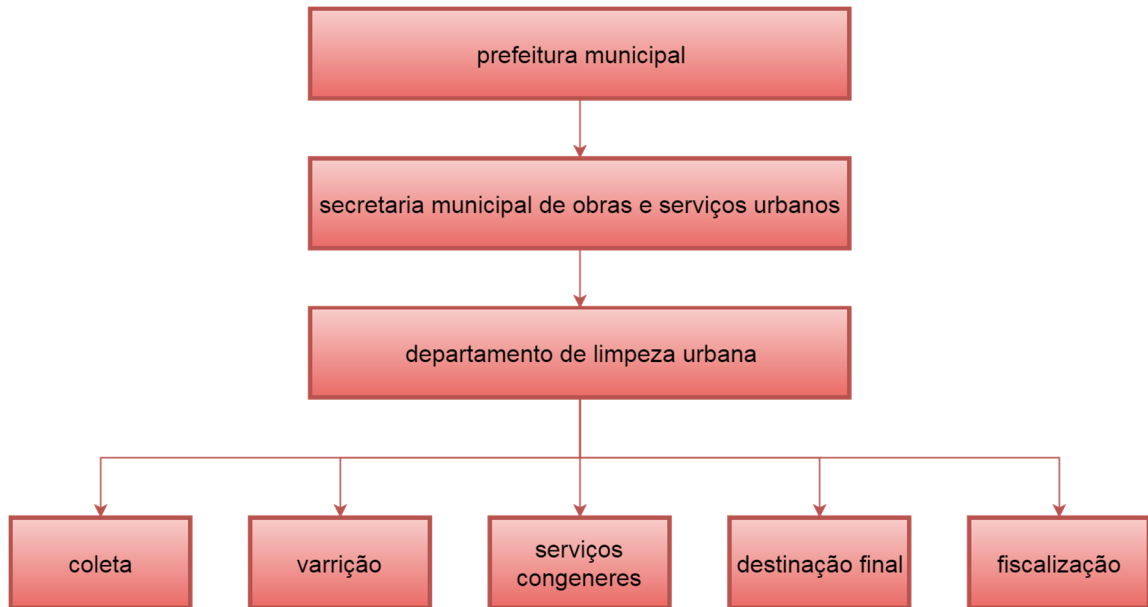 prefeitura municipal
secretaria municipal de obras e serviços urbanos
departamento de limpeza urbana
coleta
varrição
serviços
congeneres
destinação final
fiscalização